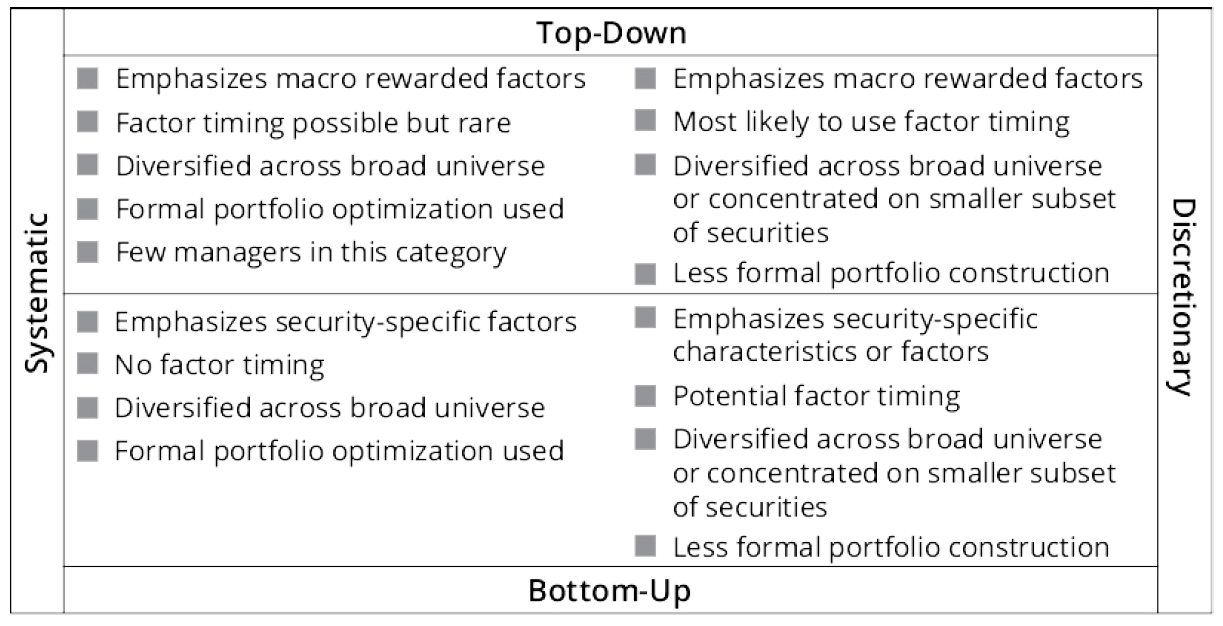 Top-Down
Systematic
Emphasizes macro rewarded factors
Factor timing possible but rare
Diversified across broad universe
Formal portfolio optimization used
Few managers in this category
Emphasizes macro rewarded factors
Most likely to use factor timing
Diversified across broad universe
or concentrated on smaller subset
of securities
Less formal portfolio construction
Emphasizes security-specific factors
No factor timing
Diversified across broad universe
Formal portfolio optimization used
Emphasizes security-specific
characteristics or factors
Potential factor timing
Diversified across broad universe
or concentrated on smaller subset
of securities
Less formal portfolio construction
Discretionary
Bottom-Up